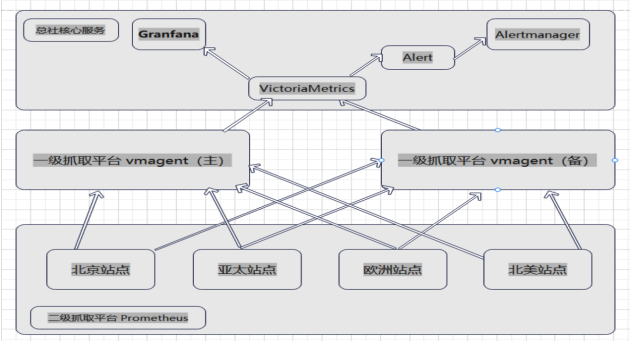 总社核心服务
Granfana
Alertmanager
Alert
VictoriaMetrics
一级抓取平台 vmagent（主）
一级抓取平台 vmagent（备）
北京站点
亚太站点
欧洲站点
北美站点
二级抓取平台 Prometheus